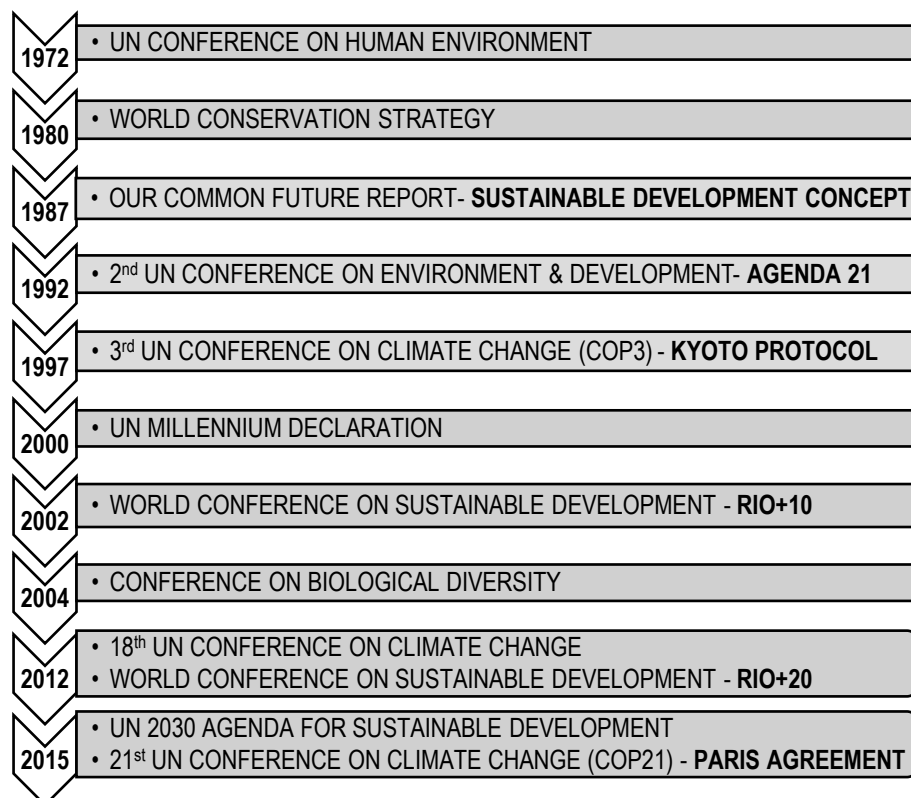 1972
• UN CONFERENCE ON HUMAN ENVIRONMENT
1980
• WORLD CONSERVATION STRATEGY
1987
• OUR COMMON FUTURE REPORT- SUSTAINABLE DEVELOPMENT CONCEPT
1992
• 2nd UN CONFERENCE ON ENVIRONMENT & DEVELOPMENT- AGENDA 21
1997
• 3rd UN CONFERENCE ON CLIMATE CHANGE (COP3) - KYOTO PROTOCOL
2000
• UN MILLENNIUM DECLARATION
2002
• WORLD CONFERENCE ON SUSTAINABLE DEVELOPMENT - RIO+10
2004
• CONFERENCE ON BIOLOGICAL DIVERSITY
2012
• 18th UN CONFERENCE ON CLIMATE CHANGE
• WORLD CONFERENCE ON SUSTAINABLE DEVELOPMENT - RIO+20
2015
• UN 2030 AGENDA FOR SUSTAINABLE DEVELOPMENT
• 21st UN CONFERENCE ON CLIMATE CHANGE (COP21) - PARIS AGREEMENT